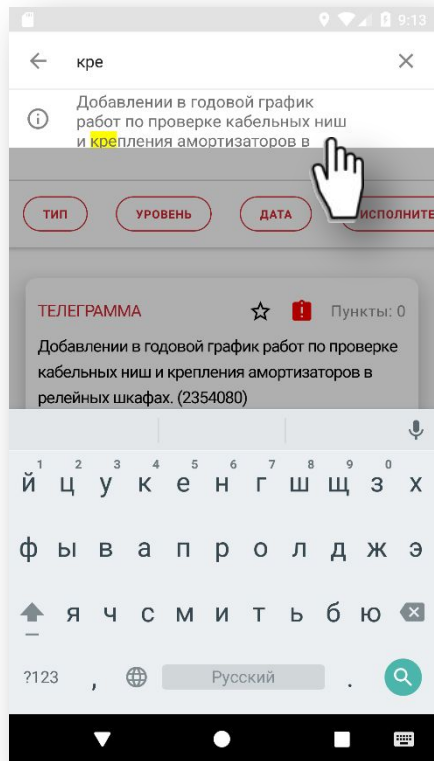 9:13
кре
Добавлении в годовой график
работ по проверке кабельных ниш
и крепления амортизаторов в
ТИП
УРОВЕНЬ
ДАТА
ИСПОЛНИТЕ
ТЕЛЕГРАММА
Пункты: 0
Добавлении в годовой график работ по проверке
кабельных ниш и крепления амортизаторов в
релейных шкафах. (2354080)
1 2 3 4 5 6 7 8 9 0
й ц у к е н г ш щ з х
ф ы в а п р о л д ж э
я ч с м и т ь б ю
?123 , Русский .